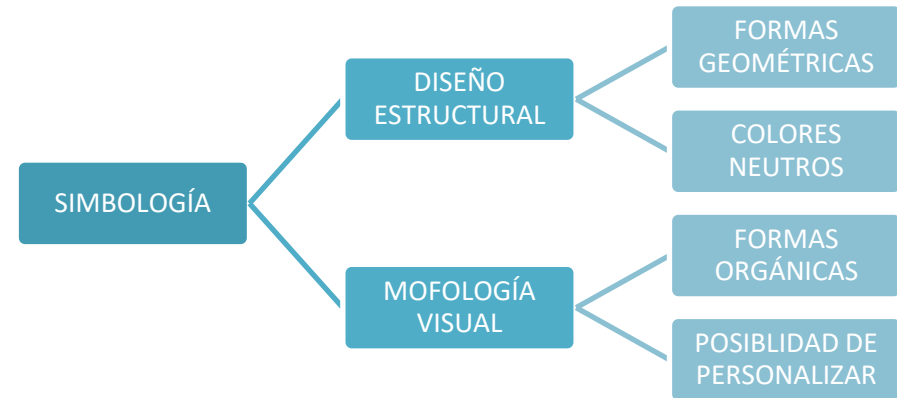 SIMBOLOGÍA
DISEÑO
ESTRUCTURAL
FORMAS
GEOMÉTRICAS
COLORES
NEUTROS
MOFOLOGÍA
VISUAL
FORMAS
ORGÁNICAS
POSIBLIDAD DE
PERSONALIZAR